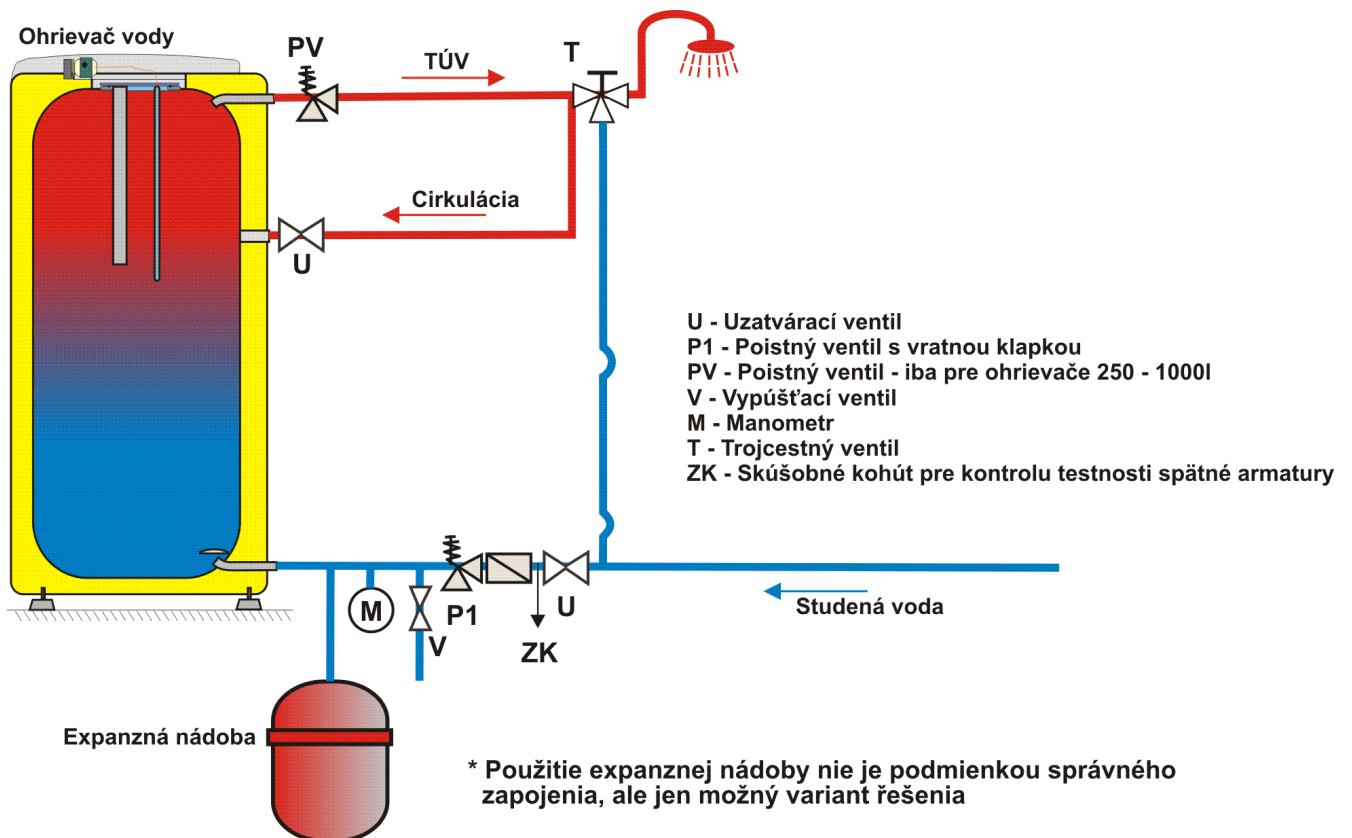 Ohrievač vody
PV
TÚV
T
Cirkulácia
U
U - Uzatvárací ventil
P1 - Poistný ventil s vratnou klapkou
PV - Poistný ventil - iba pre ohrievače 250 - 1000l
V - Vypúšťací ventil
M - Manometr
T - Trojcestný ventil
ZK - Skúšobné kohút pre kontrolu testnosti spätné armatury
M
V
P1
ZK
U
Studená voda
Expanzná nádoba
* Použitie expanznej nádoby nie je podmienkou správného
zapojenia, ale jen možný variant řešenia